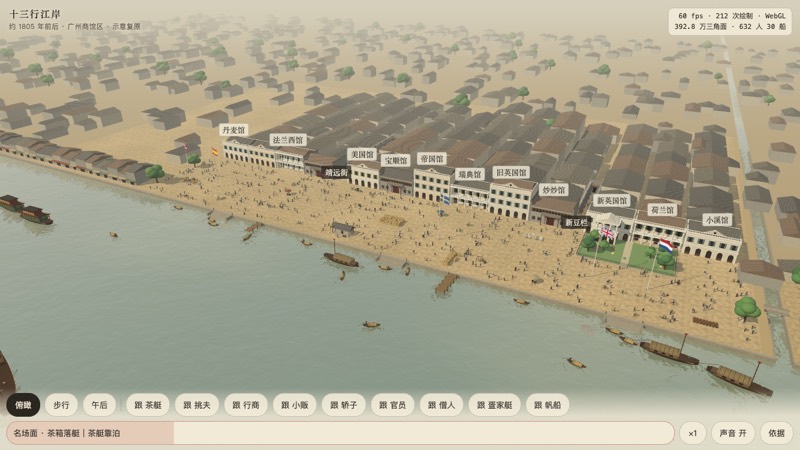 十三行江岸
约 1805 年前后 · 广州商馆区 · 示意复原
60 fps · 212 次绘制 · WebGL
392.8 万三角面 · 632 人 30 船
丹麦馆
法兰西馆
靖远街
美国馆
宝顺馆
帝国馆
瑞典馆
旧英国馆
炒炒馆
新豆栏
新英国馆
荷兰馆
小溪馆
俯瞰
步行
午后
跟 茶艇
跟 挑夫
跟 行商
跟 小贩
跟 轿子
跟 官员
跟 僧人
跟 疍家艇
跟 帆船
名场面 · 茶箱落艇｜茶艇靠泊
×1
声音 开
依据